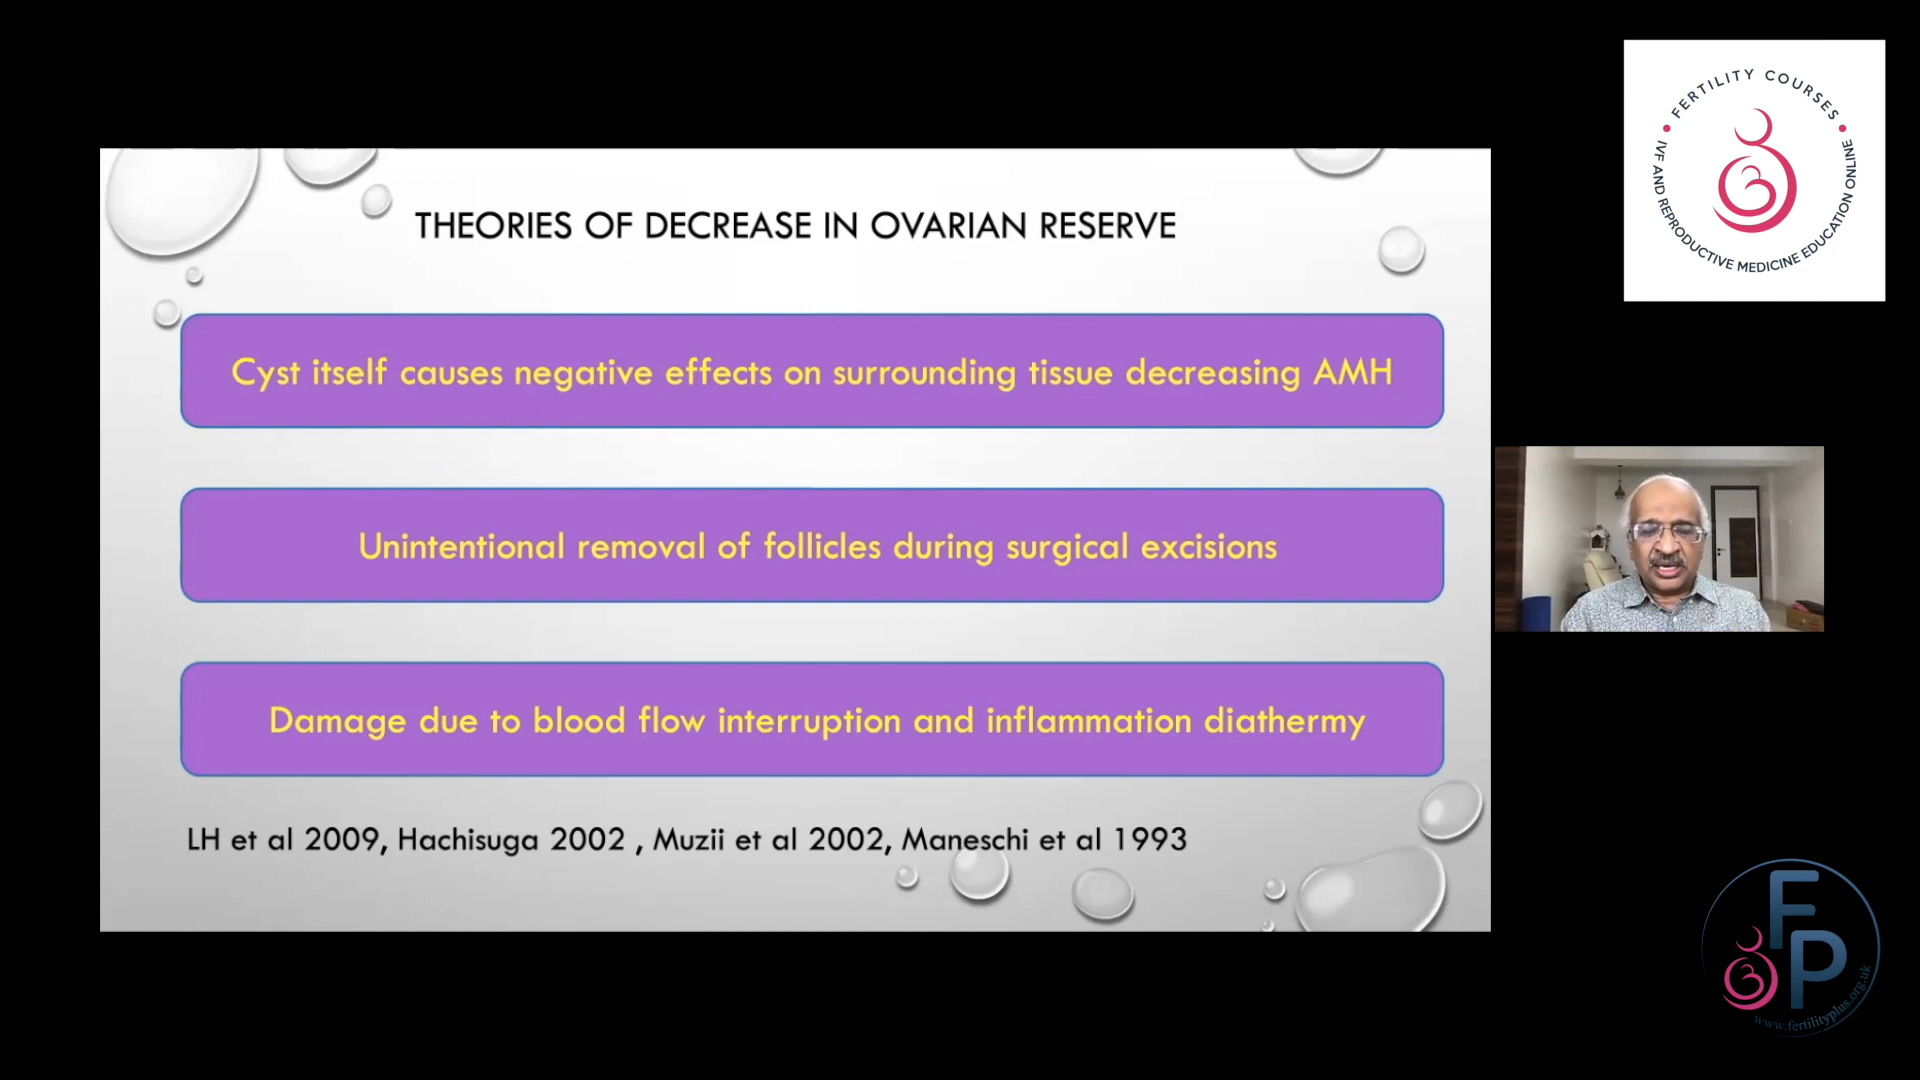 THEORIES OF DECREASE IN OVARIAN RESERVE
Cyst itself causes negative effects on surrounding tissue decreasing AMH
Unintentional removal of follicles during surgical excisions
Damage due to blood flow interruption and inflammation diathermy
LH et al 2009, Hachisuga 2002 , Muzii et al 2002, Maneschi et al 1993
• FERTILITY COURSES •
IVF AND REPRODUCTIVE MEDICINE EDUCATION ONLINE
FP
www.fertilityplus.org.uk